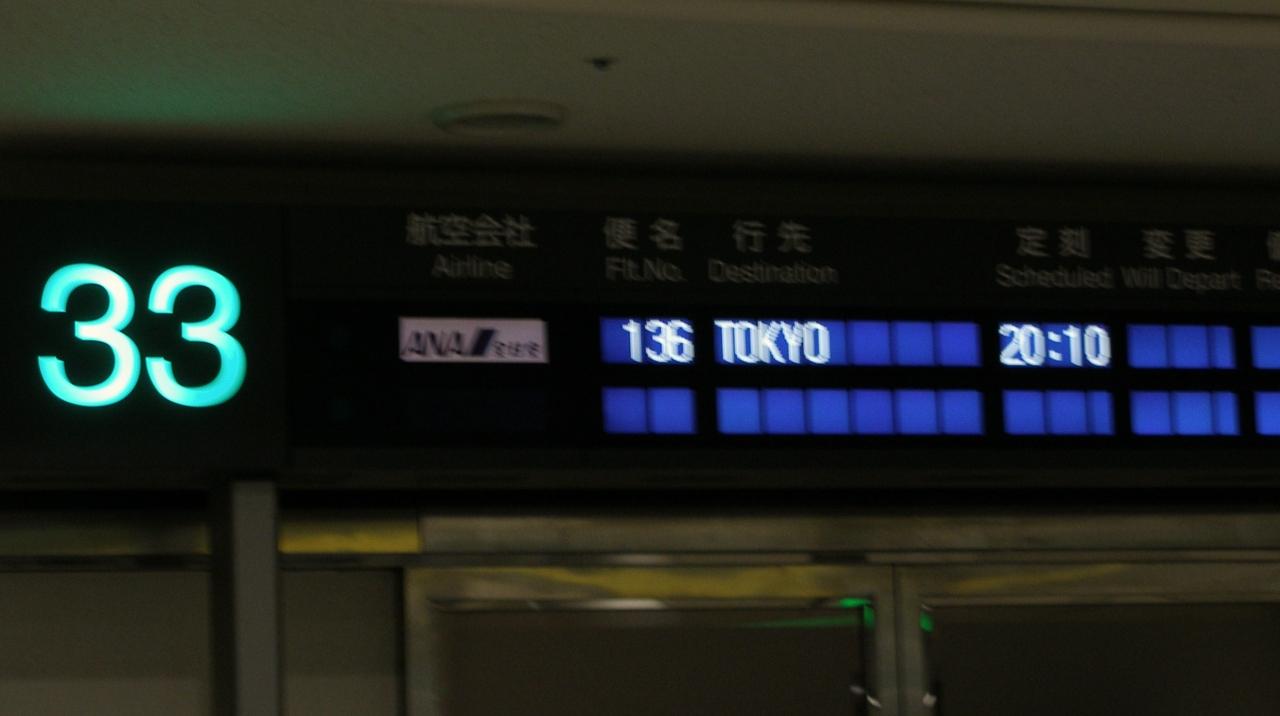 33
航空会社 便名 行先 定刻 変更
Airline Flt.No. Destination Scheduled Will Depart
ANA 136 TOKYO 20:10